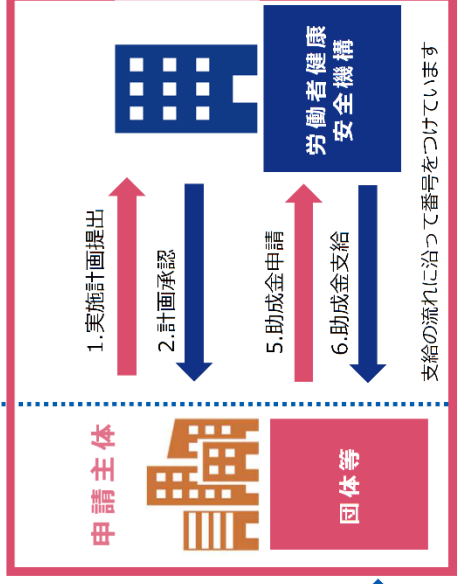 申請主体
団体等
1.実施計画提出
2.計画承認
5.助成金申請
6.助成金支給
労働者健康
安全機構
支給の流れに沿って番号をつけています